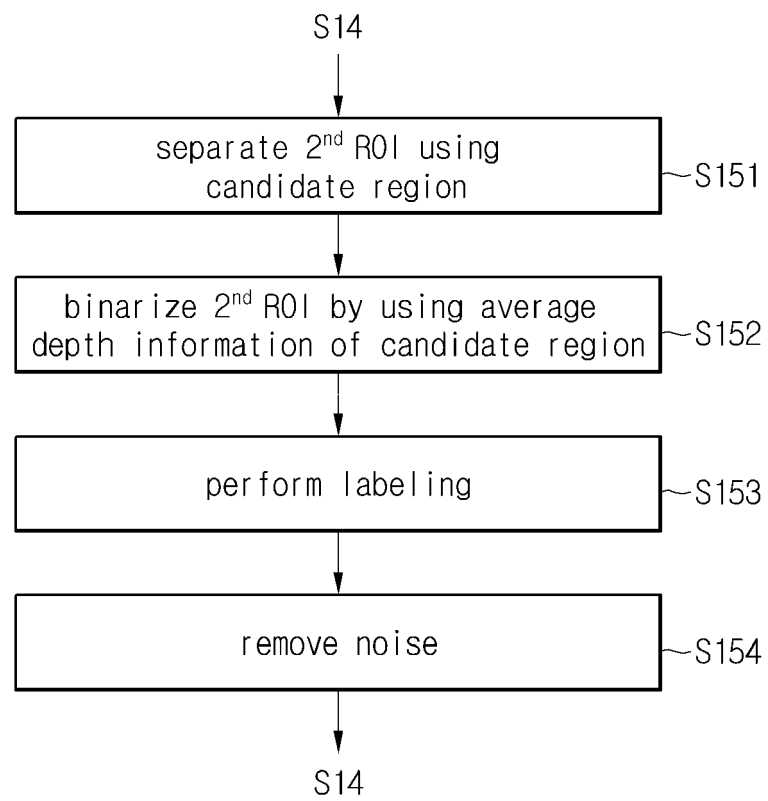 S14
separate 2nd ROI using
candidate region
S151
binarize 2nd ROI by using average
depth information of candidate region
S152
perform labeling
S153
remove noise
S154
S14